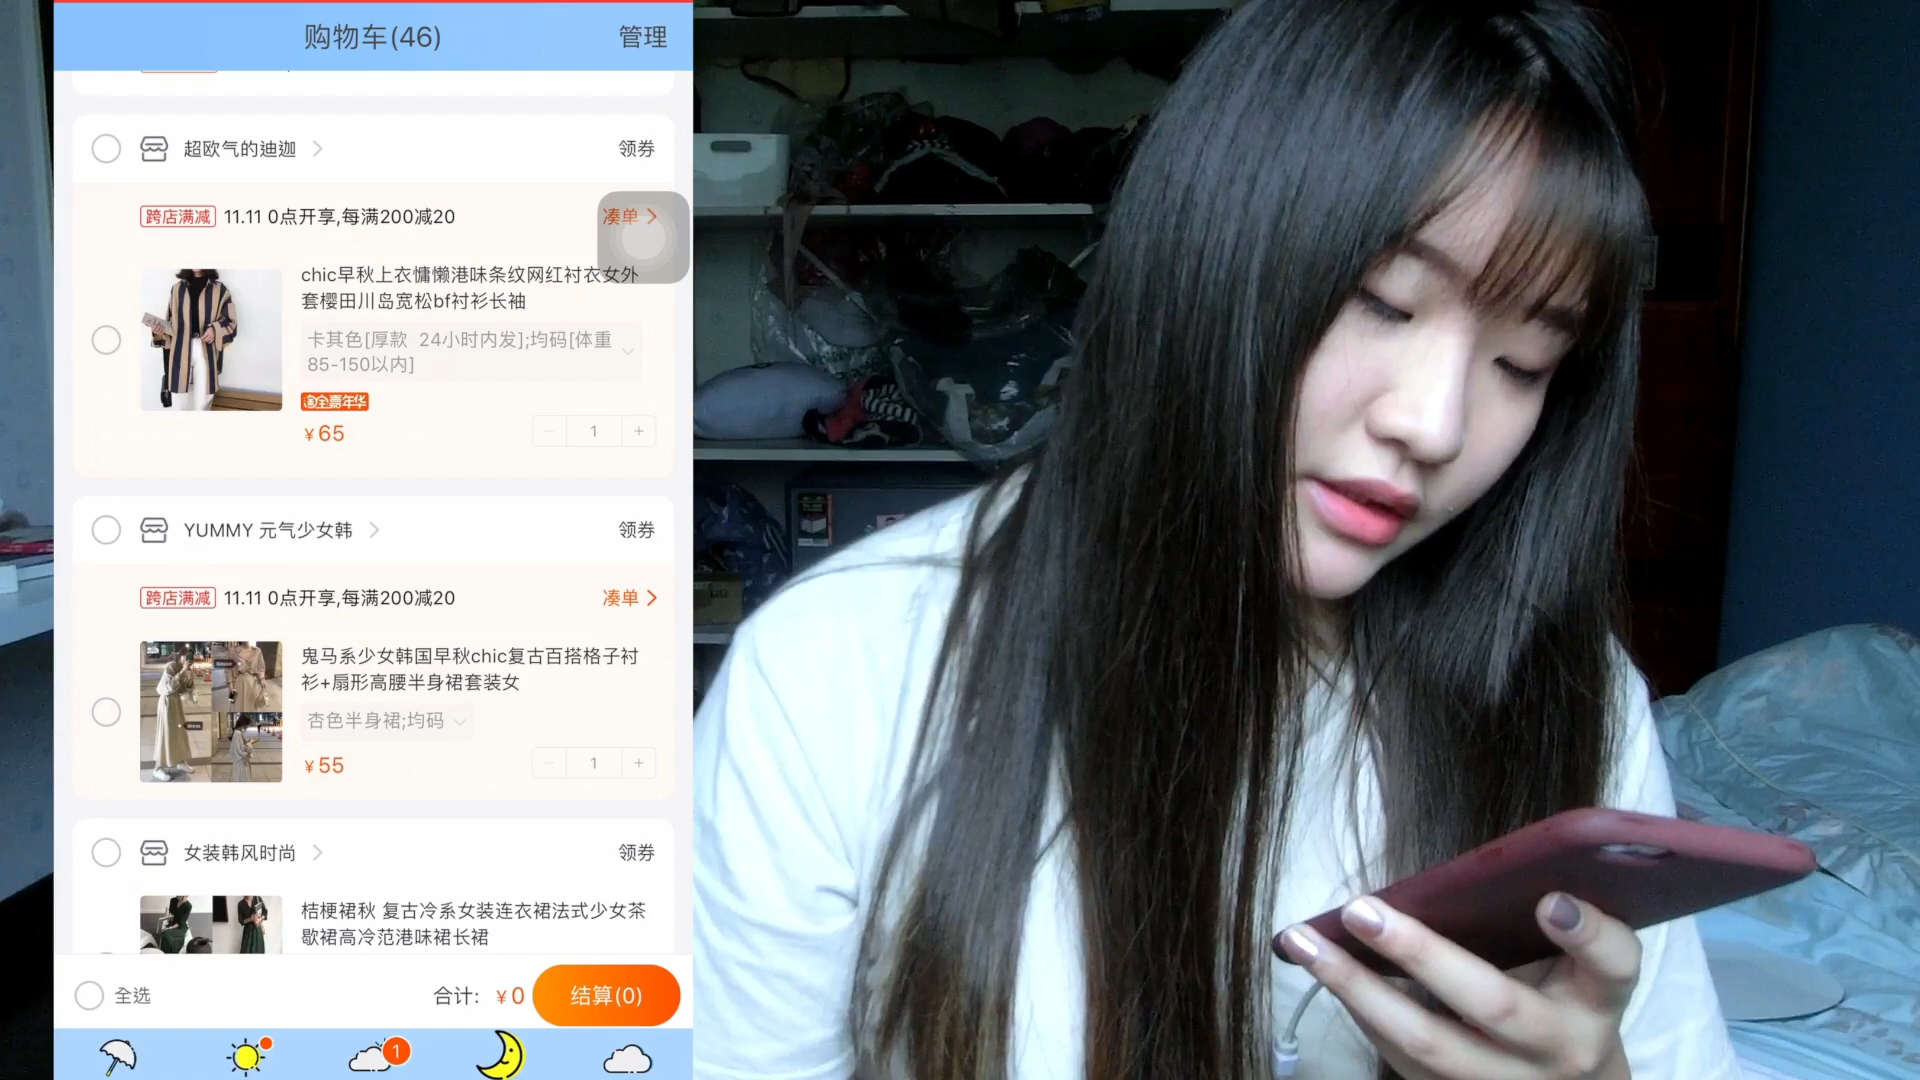 购物车(46)
管理
超欧气的迪迦
领券
跨店满减 11.11 0点开享,每满200减20
凑单
chic早秋上衣慵懒港味条纹网红衬衣女外
套樱田川岛宽松bf衬衫长袖
卡其色[厚款 24小时内发];均码[体重
85-150以内]
淘宝嘉年华
¥65
1
YUMMY 元气少女韩
领券
跨店满减 11.11 0点开享,每满200减20
凑单
鬼马系少女韩国早秋chic复古百搭格子衬
衫+扇形高腰半身裙套装女
杏色半身裙;均码
¥55
1
女装韩风时尚
领券
桔梗裙秋 复古冷系女装连衣裙法式少女茶
歇裙高冷范港味裙长裙
全选
合计: ¥0
结算(0)
1